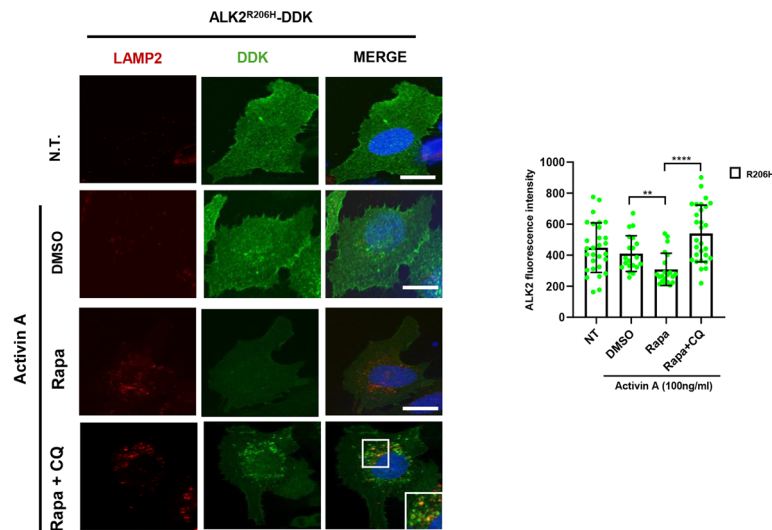 ALK2R206H-DDK
LAMP2 DDK MERGE
N.T.
Activin A
DMSO
Rapa
Rapa + CQ
ALK2 fluorescence intensity
1000
800
600
400
200
0
**
****
R206H
NT DMSO Rapa Rapa+CQ
Activin A (100ng/ml)